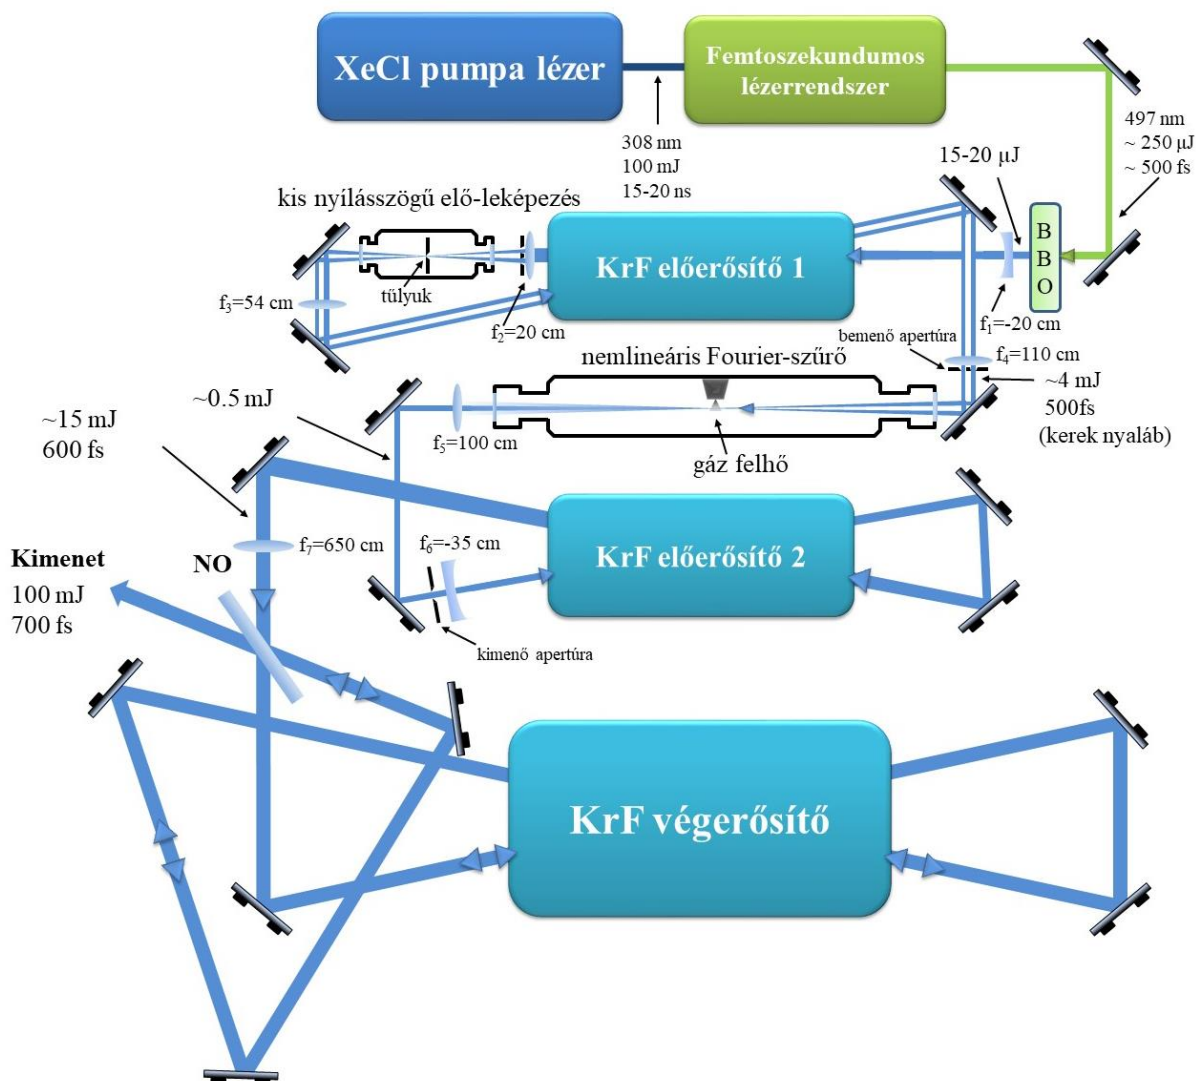 XeCl pumpa lézer
Femtoszekundumos
lézerrendszer
308 nm
100 mJ
15-20 ns
497 nm
~ 250 μJ
~ 500 fs
15-20 μJ
kis nyílásszögű elő-leképezés
KrF előerősítő 1
B
B
O
tűlyuk
f₃=54 cm
f₂=20 cm
f₁=-20 cm
bemenő apertúra
f₄=110 cm
nemlineáris Fourier-szűrő
~4 mJ
500fs
(kerek nyaláb)
~0.5 mJ
~15 mJ
600 fs
f₅=100 cm
gáz felhő
f₇=650 cm
f₆=-35 cm
KrF előerősítő 2
Kimenet
100 mJ
700 fs
NO
kimenő apertúra
KrF végerősítő